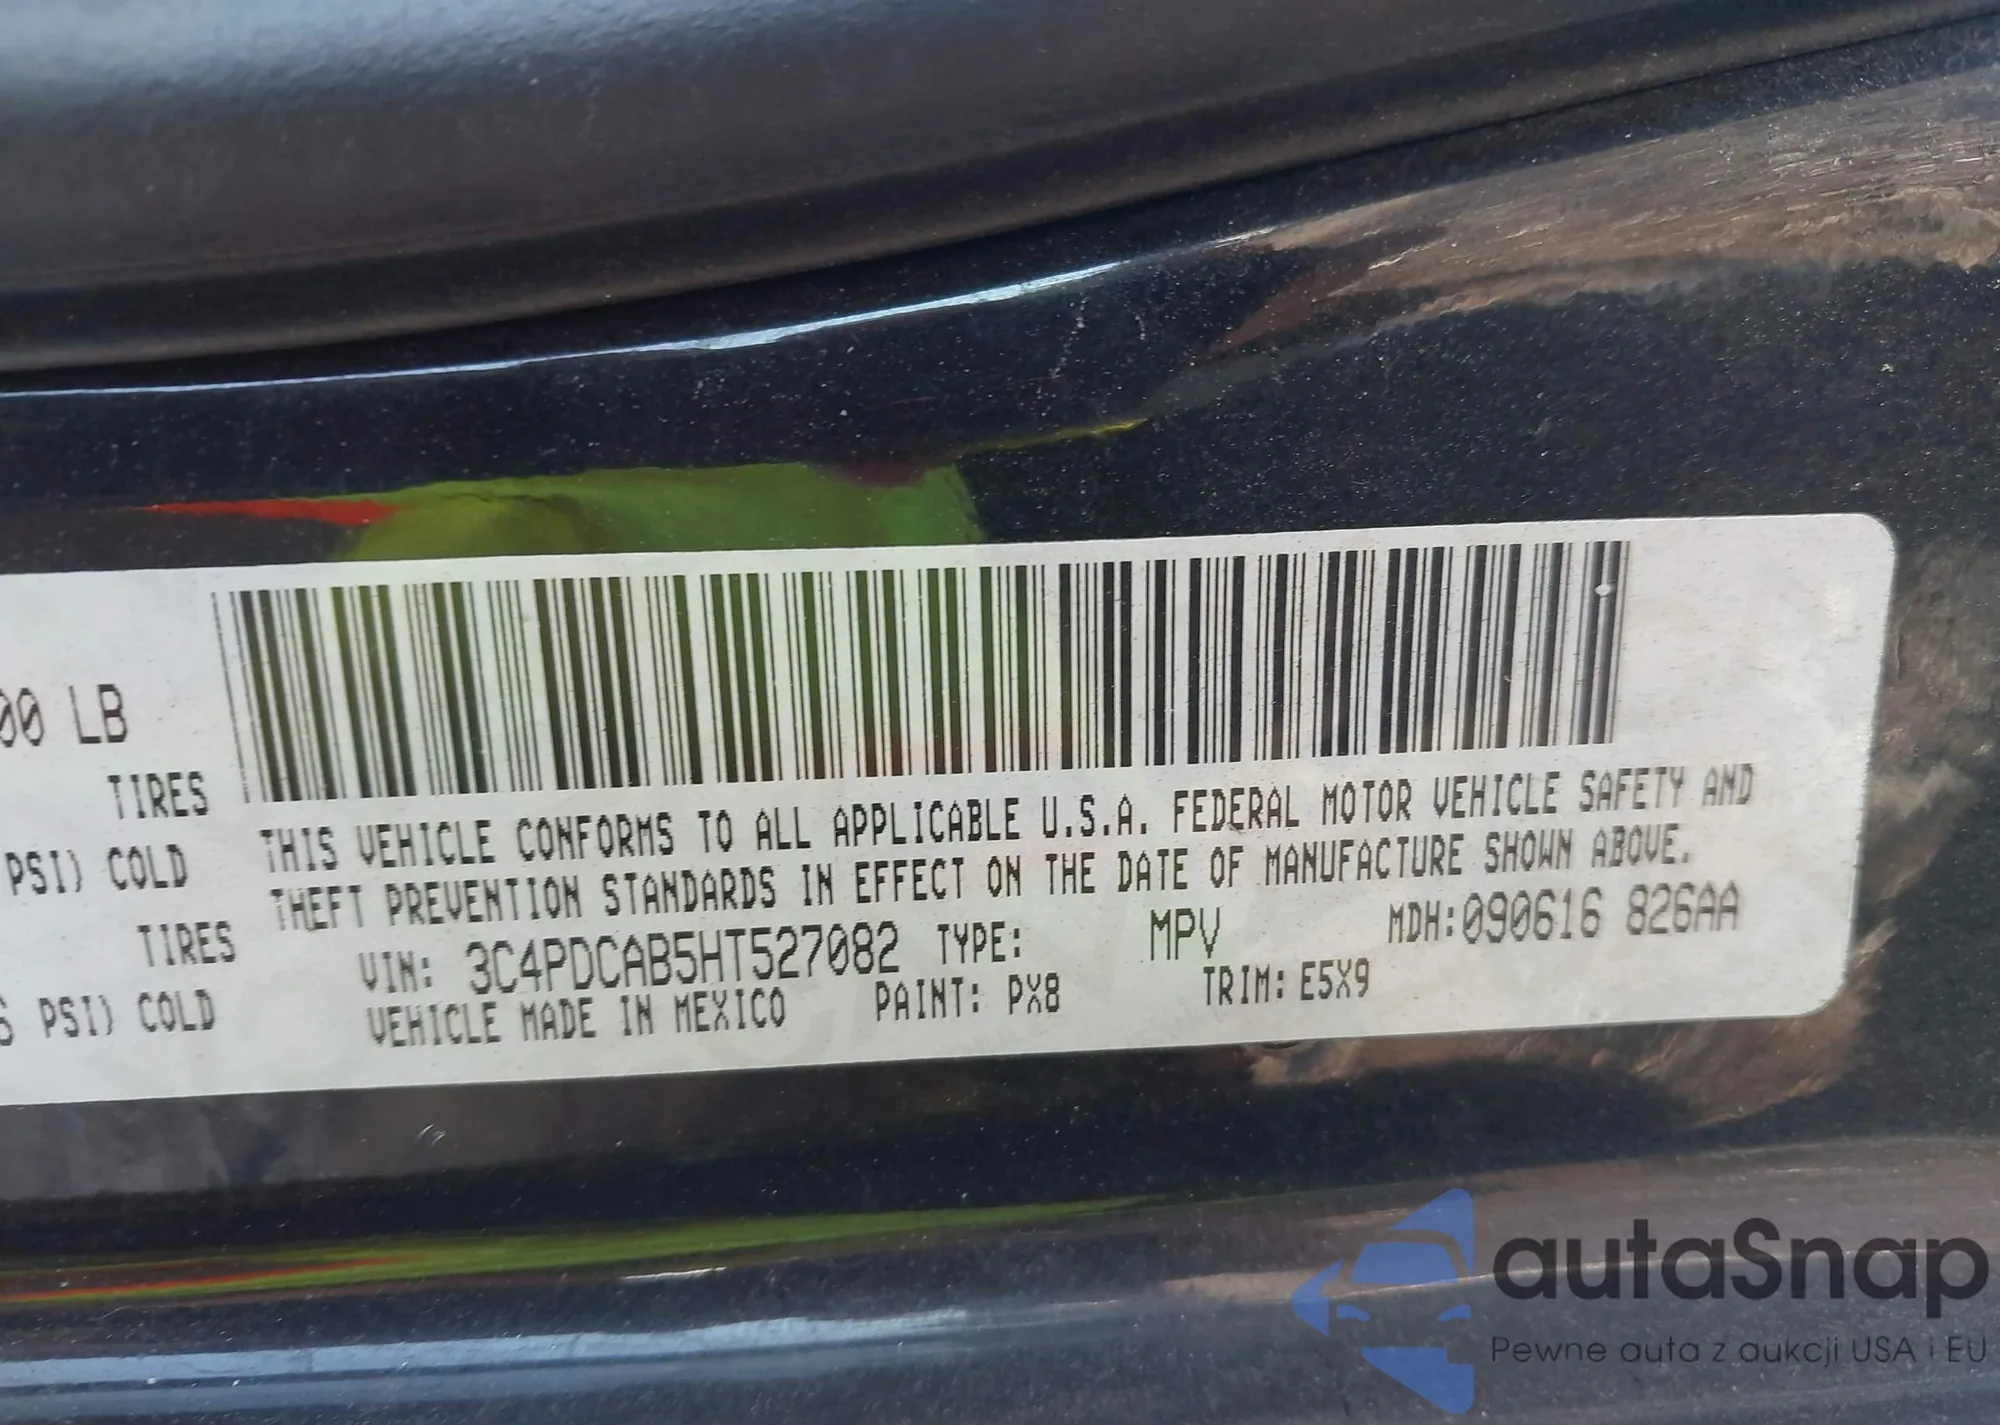 00 LB
TIRES
PSI) COLD
TIRES
PSI) COLD
THIS VEHICLE CONFORMS TO ALL APPLICABLE U.S.A. FEDERAL MOTOR VEHICLE SAFETY AND
THEFT PREVENTION STANDARDS IN EFFECT ON THE DATE OF MANUFACTURE SHOWN ABOVE.
VIN: 3C4PDCAB5HT527082 TYPE: MPV MDH:090616 826AA
VEHICLE MADE IN MEXICO PAINT: PX8 TRIM: E5X9
autaSnap
Pewne auta z aukcji USA i EU